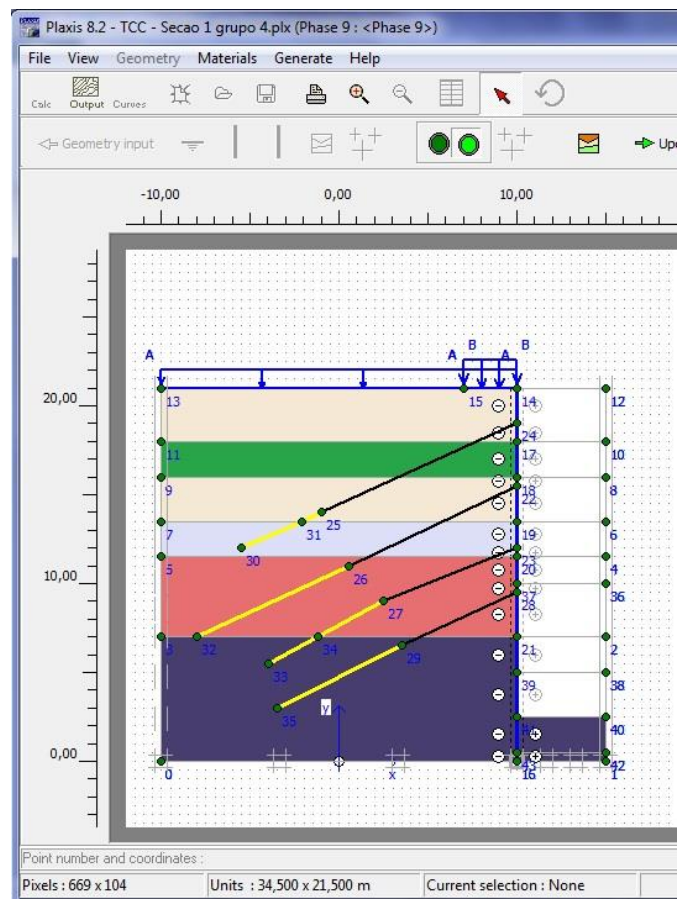 Plaxis 8.2 - TCC - Secao 1 grupo 4.plx (Phase 9 : <Phase 9>)
File View Geometry Materials Generate Help
Calc Output Curves
Geometry input Upd
-10,00 0,00 10,00
B B
A A A
20,00
13 15 14 12
24
11 17 10
9 18 8
22
25
7 31 19 6
30 23
5 20 4
26
10,00
37 36
28
27
3 32 34 21 2
29
33 39 38
35 y
40
0,00
43 42
0 x 16 1
Point number and coordinates :
Pixels : 669 x 104 Units : 34,500 x 21,500 m Current selection : None